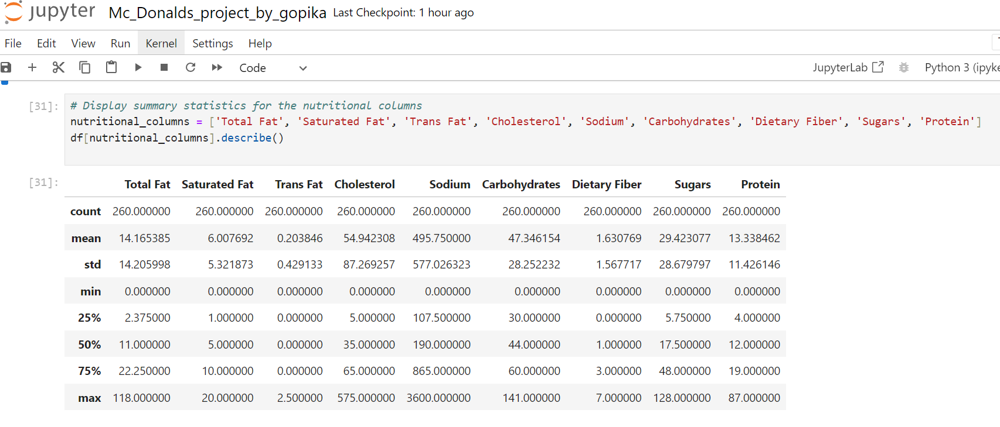 jupyter Mc_Donalds_project_by_gopika Last Checkpoint: 1 hour ago
File Edit View Run Kernel Settings Help
Code JupyterLab Python 3 (ipyke
[31]: # Display summary statistics for the nutritional columns
nutritional_columns = ['Total Fat', 'Saturated Fat', 'Trans Fat', 'Cholesterol', 'Sodium', 'Carbohydrates', 'Dietary Fiber', 'Sugars', 'Protein']
df[nutritional_columns].describe()
[31]: Total Fat Saturated Fat Trans Fat Cholesterol Sodium Carbohydrates Dietary Fiber Sugars Protein
count 260.000000 260.000000 260.000000 260.000000 260.000000 260.000000 260.000000 260.000000 260.000000
mean 14.165385 6.007692 0.203846 54.942308 495.750000 47.346154 1.630769 29.423077 13.338462
std 14.205998 5.321873 0.429133 87.269257 577.026323 28.252232 1.567717 28.679797 11.426146
min 0.000000 0.000000 0.000000 0.000000 0.000000 0.000000 0.000000 0.000000 0.000000
25% 2.375000 1.000000 0.000000 5.000000 107.500000 30.000000 0.000000 5.750000 4.000000
50% 11.000000 5.000000 0.000000 35.000000 190.000000 44.000000 1.000000 17.500000 12.000000
75% 22.250000 10.000000 0.000000 65.000000 865.000000 60.000000 3.000000 48.000000 19.000000
max 118.000000 20.000000 2.500000 575.000000 3600.000000 141.000000 7.000000 128.000000 87.000000